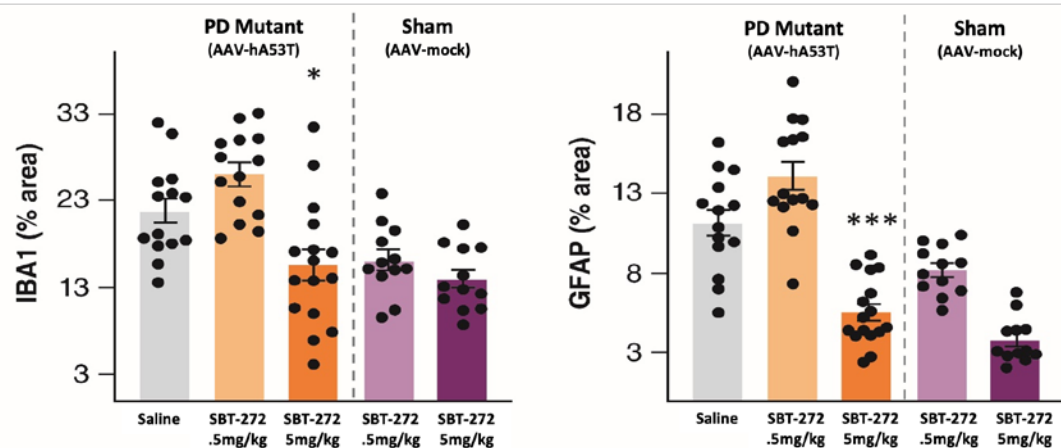 PD Mutant
(AAV-hA53T)
Sham
(AAV-mock)
*
IBA1 (% area)
33
23
13
3
Saline
SBT-272
.5mg/kg
SBT-272
5mg/kg
SBT-272
.5mg/kg
SBT-272
5mg/kg
PD Mutant
(AAV-hA53T)
Sham
(AAV-mock)
***
GFAP (% area)
18
13
8
3
Saline
SBT-272
.5mg/kg
SBT-272
5mg/kg
SBT-272
.5mg/kg
SBT-272
5mg/kg